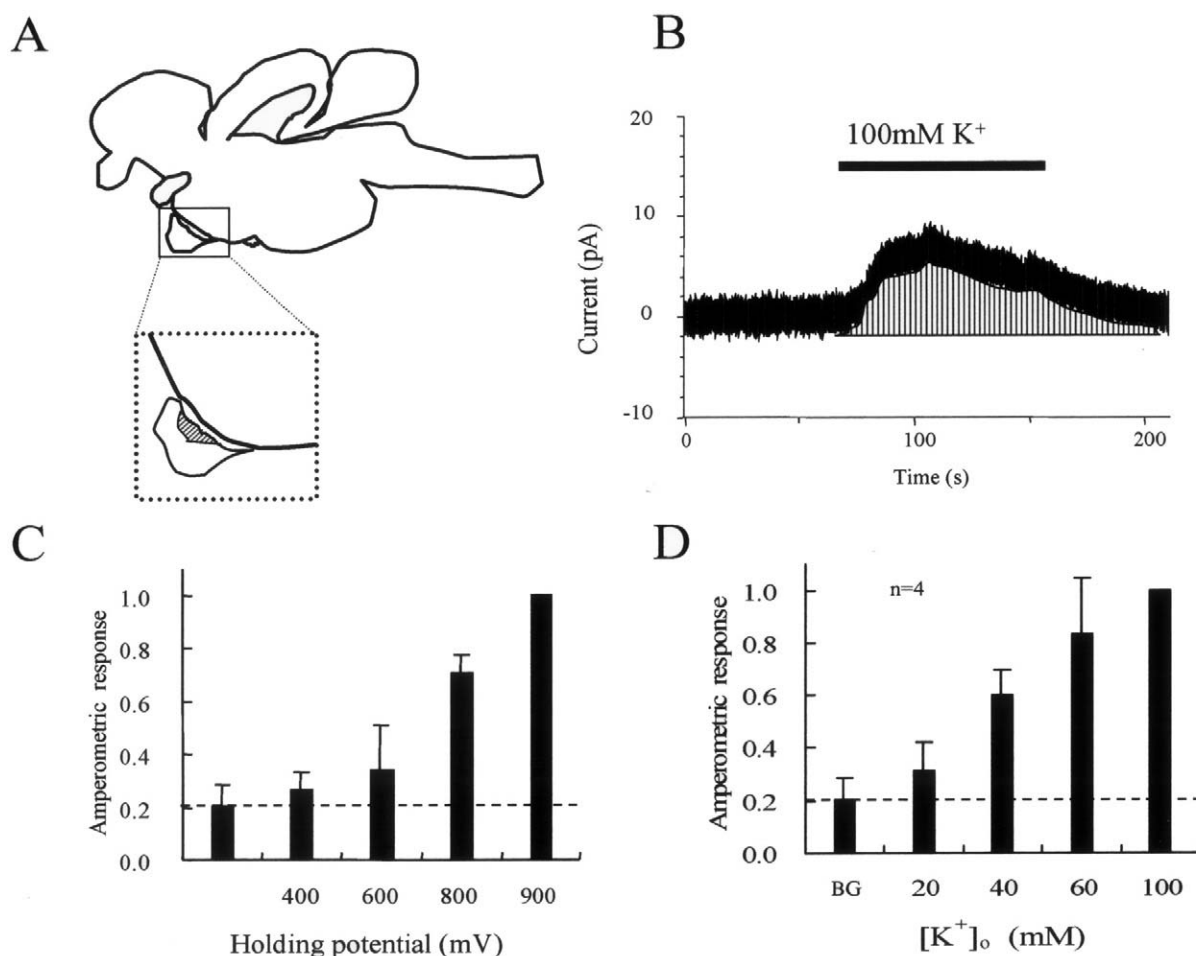 A
B
20
10
0
-10
Current (pA)
100mM K⁺
0 100 200
Time (s)
C
1.0
0.8
0.6
0.4
0.2
0.0
Amperometric response
400 600 800 900
Holding potential (mV)
D
1.0
0.8
0.6
0.4
0.2
0.0
Amperometric response
n=4
BG 20 40 60 100
[K⁺]ₒ (mM)